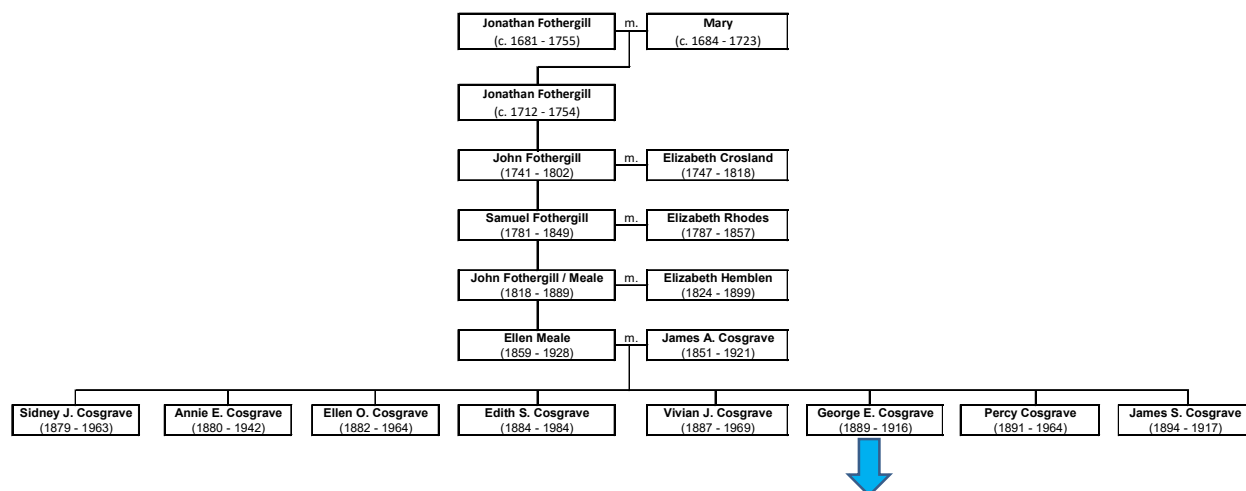 Jonathan Fothergill m. Mary
(c. 1681 - 1755) (c. 1684 - 1723)
Jonathan Fothergill
(c. 1712 - 1754)
John Fothergill m. Elizabeth Crosland
(1741 - 1802) (1747 - 1818)
Samuel Fothergill m. Elizabeth Rhodes
(1781 - 1849) (1787 - 1857)
John Fothergill / Meale m. Elizabeth Hemblen
(1818 - 1889) (1824 - 1899)
Ellen Meale m. James A. Cosgrave
(1859 - 1928) (1851 - 1921)
Sidney J. Cosgrave Annie E. Cosgrave Ellen O. Cosgrave Edith S. Cosgrave Vivian J. Cosgrave George E. Cosgrave Percy Cosgrave James S. Cosgrave
(1879 - 1963) (1880 - 1942) (1882 - 1964) (1884 - 1984) (1887 - 1969) (1889 - 1916) (1891 - 1964) (1894 - 1917)